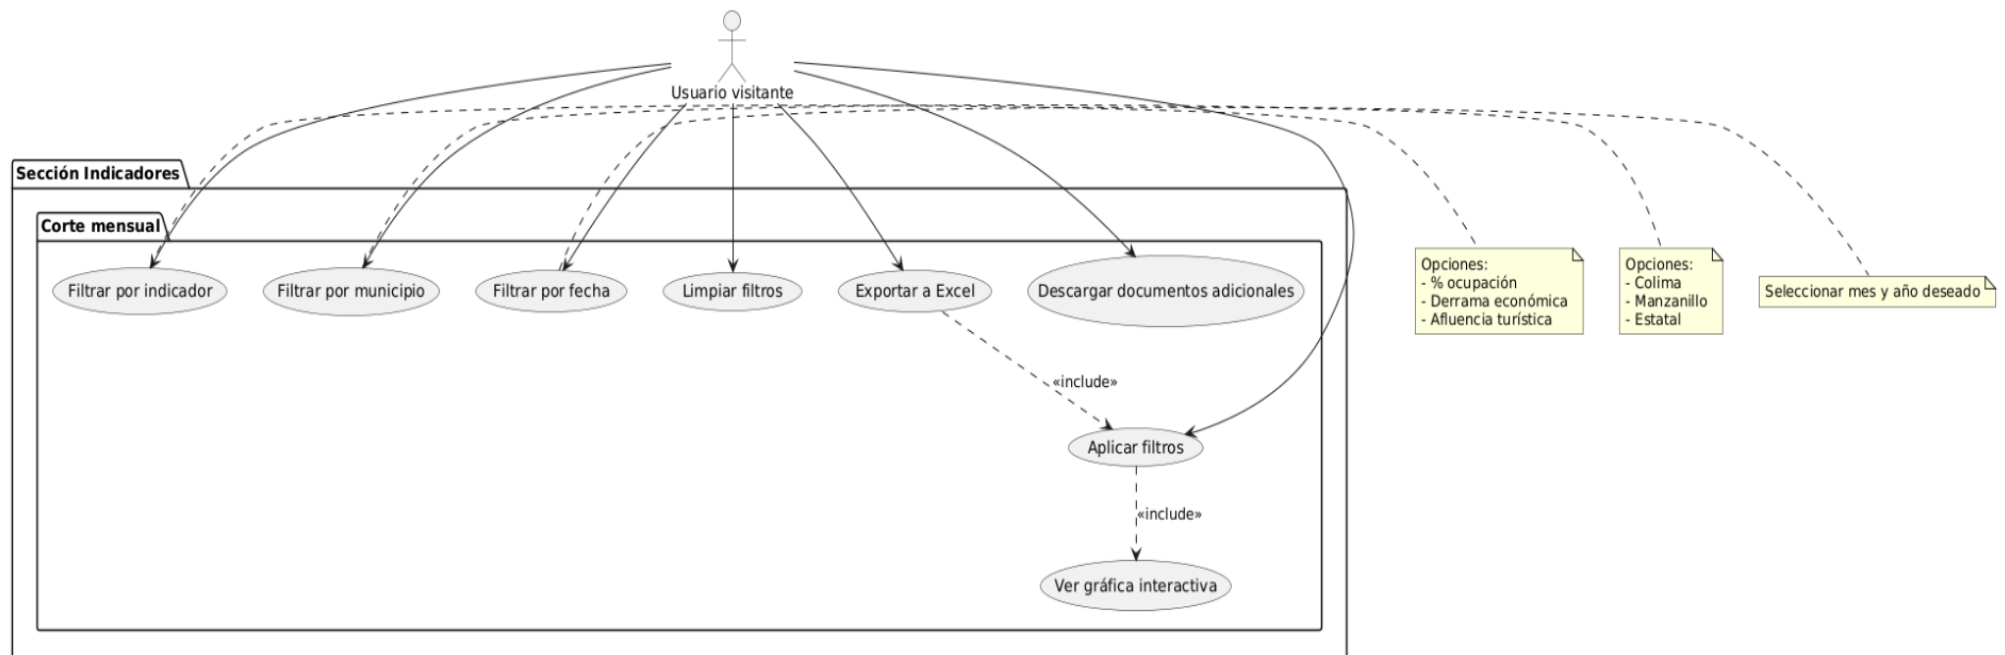 Usuario visitante
Sección Indicadores
Corte mensual
Filtrar por indicador
Filtrar por municipio
Filtrar por fecha
Limpiar filtros
Exportar a Excel
Descargar documentos adicionales
Opciones:
- % ocupación
- Derrama económica
- Afluencia turística
Opciones:
- Colima
- Manzanillo
- Estatal
Seleccionar mes y año deseado
«include»
Aplicar filtros
«include»
Ver gráfica interactiva